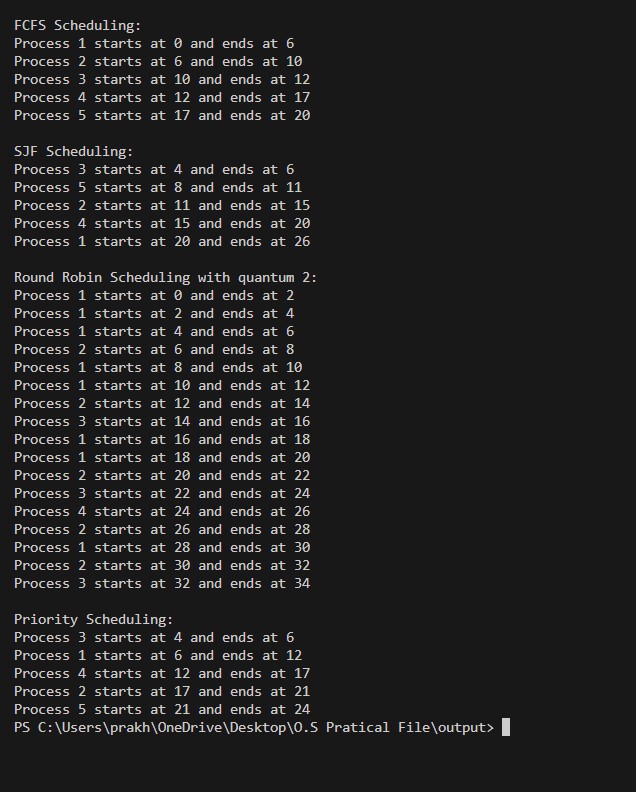 FCFS Scheduling:
Process 1 starts at 0 and ends at 6
Process 2 starts at 6 and ends at 10
Process 3 starts at 10 and ends at 12
Process 4 starts at 12 and ends at 17
Process 5 starts at 17 and ends at 20

SJF Scheduling:
Process 3 starts at 4 and ends at 6
Process 5 starts at 8 and ends at 11
Process 2 starts at 11 and ends at 15
Process 4 starts at 15 and ends at 20
Process 1 starts at 20 and ends at 26

Round Robin Scheduling with quantum 2:
Process 1 starts at 0 and ends at 2
Process 1 starts at 2 and ends at 4
Process 1 starts at 4 and ends at 6
Process 2 starts at 6 and ends at 8
Process 1 starts at 8 and ends at 10
Process 1 starts at 10 and ends at 12
Process 2 starts at 12 and ends at 14
Process 3 starts at 14 and ends at 16
Process 1 starts at 16 and ends at 18
Process 1 starts at 18 and ends at 20
Process 2 starts at 20 and ends at 22
Process 3 starts at 22 and ends at 24
Process 4 starts at 24 and ends at 26
Process 2 starts at 26 and ends at 28
Process 1 starts at 28 and ends at 30
Process 2 starts at 30 and ends at 32
Process 3 starts at 32 and ends at 34

Priority Scheduling:
Process 3 starts at 4 and ends at 6
Process 1 starts at 6 and ends at 12
Process 4 starts at 12 and ends at 17
Process 2 starts at 17 and ends at 21
Process 5 starts at 21 and ends at 24
PS C:\Users\prakh\OneDrive\Desktop\O.S Pratical File\output>